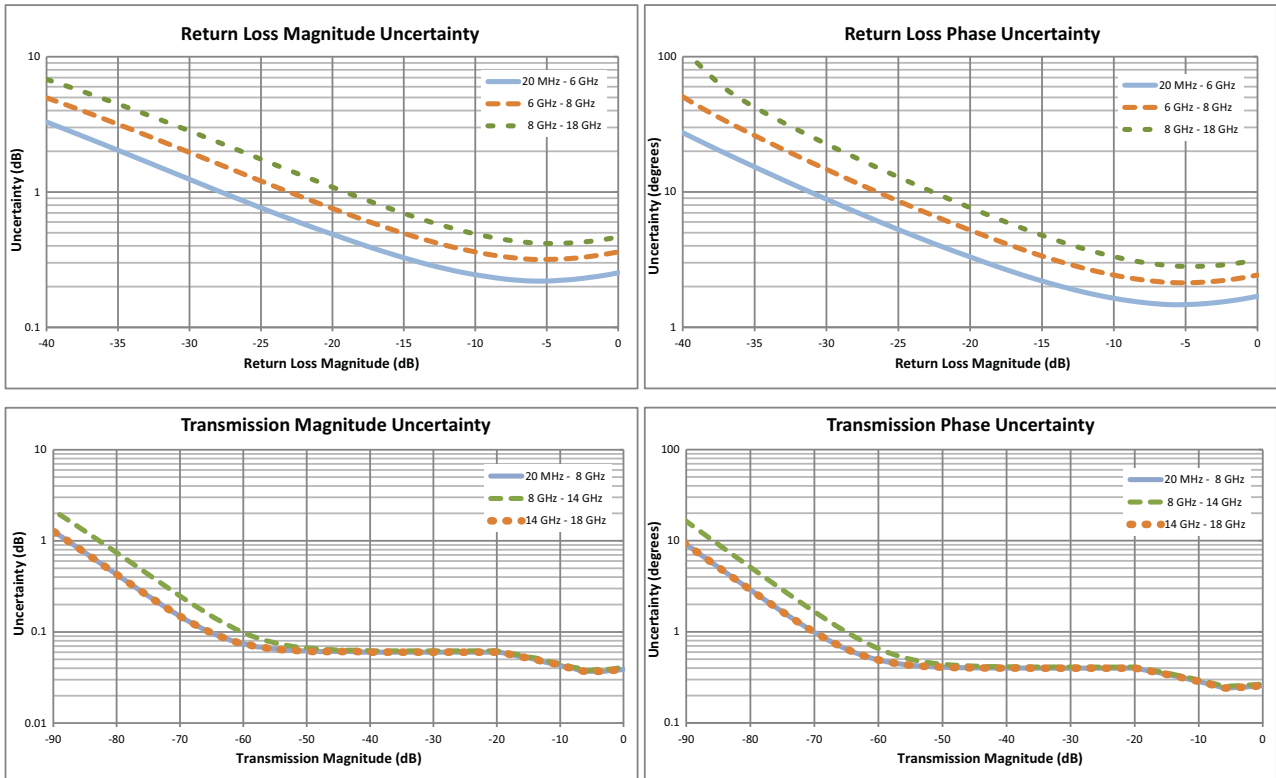 Return Loss Magnitude Uncertainty
10
1
0.1
Uncertainty (dB)
20 MHz - 6 GHz
6 GHz - 8 GHz
8 GHz - 18 GHz
-40 -35 -30 -25 -20 -15 -10 -5 0
Return Loss Magnitude (dB)
Return Loss Phase Uncertainty
100
10
1
Uncertainty (degrees)
20 MHz - 6 GHz
6 GHz - 8 GHz
8 GHz - 18 GHz
-40 -35 -30 -25 -20 -15 -10 -5 0
Return Loss Magnitude (dB)
Transmission Magnitude Uncertainty
10
1
0.1
0.01
Uncertainty (dB)
20 MHz - 8 GHz
8 GHz - 14 GHz
14 GHz - 18 GHz
-90 -80 -70 -60 -50 -40 -30 -20 -10 0
Transmission Magnitude (dB)
Transmission Phase Uncertainty
100
10
1
0.1
Uncertainty (degrees)
20 MHz - 8 GHz
8 GHz - 14 GHz
14 GHz - 18 GHz
-90 -80 -70 -60 -50 -40 -30 -20 -10 0
Transmission Magnitude (dB)